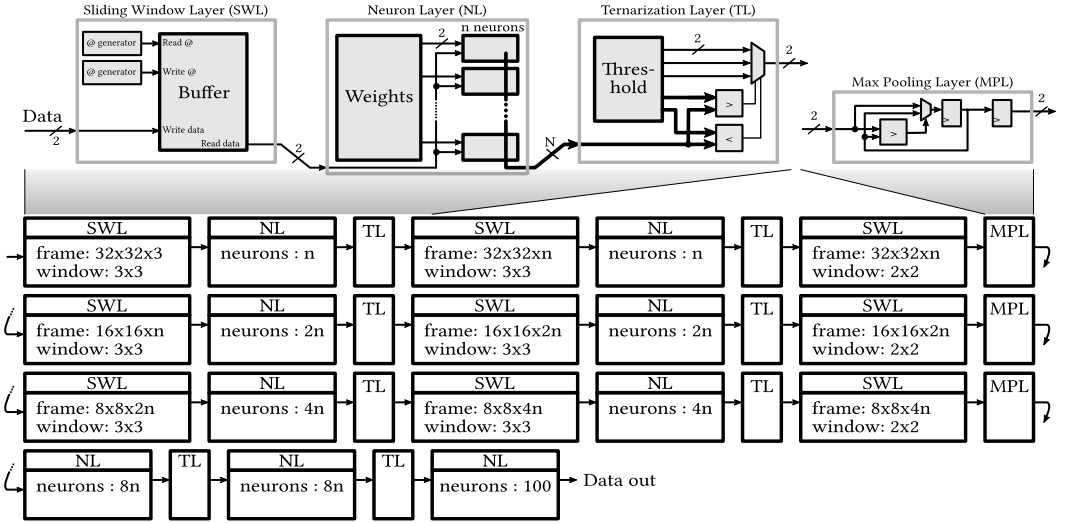 Sliding Window Layer (SWL)
Neuron Layer (NL)
Ternarization Layer (TL)
Max Pooling Layer (MPL)
@ generator
Read @
@ generator
Write @
Buffer
Data
2
Write data
Read data
2
n neurons
2
Weights
N
Thres-
hold
2
>
<
2
2
>
2
SWL
frame: 32x32x3
window: 3x3
NL
neurons : n
TL
SWL
frame: 32x32xn
window: 3x3
NL
neurons : n
TL
SWL
frame: 32x32xn
window: 2x2
MPL
SWL
frame: 16x16xn
window: 3x3
NL
neurons : 2n
TL
SWL
frame: 16x16x2n
window: 3x3
NL
neurons : 2n
TL
SWL
frame: 16x16x2n
window: 2x2
MPL
SWL
frame: 8x8x2n
window: 3x3
NL
neurons : 4n
TL
SWL
frame: 8x8x4n
window: 3x3
NL
neurons : 4n
TL
SWL
frame: 8x8x4n
window: 2x2
MPL
NL
neurons : 8n
TL
NL
neurons : 8n
TL
NL
neurons : 100
Data out